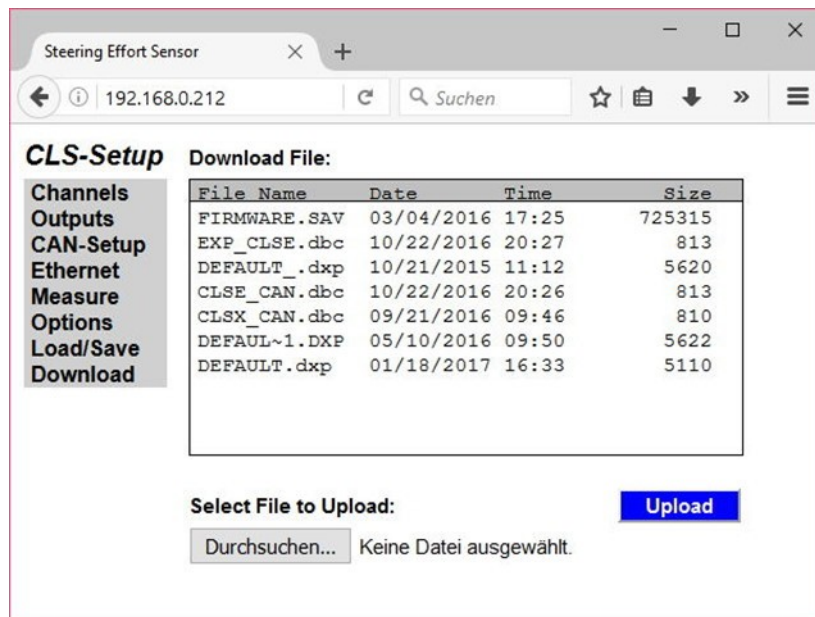 Steering Effort Sensor
192.168.0.212
Suchen
CLS-Setup
Channels
Outputs
CAN-Setup
Ethernet
Measure
Options
Load/Save
Download
Download File:
File Name Date Time Size
FIRMWARE.SAV 03/04/2016 17:25 725315
EXP_CLSE.dbc 10/22/2016 20:27 813
DEFAULT_.dxp 10/21/2015 11:12 5620
CLSE_CAN.dbc 10/22/2016 20:26 813
CLSX_CAN.dbc 09/21/2016 09:46 810
DEFAUL~1.DXP 05/10/2016 09:50 5622
DEFAULT.dxp 01/18/2017 16:33 5110
Select File to Upload:
Upload
Durchsuchen... Keine Datei ausgewählt.